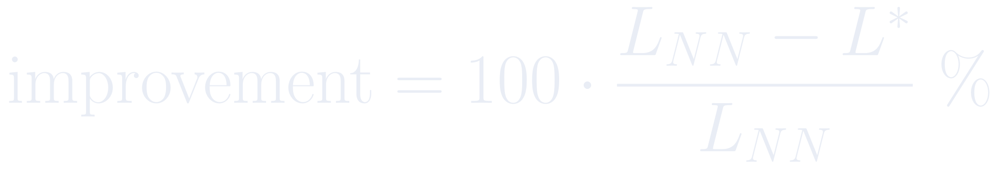 improvement = 100 · (L_{NN} − L^*) / L_{NN} %